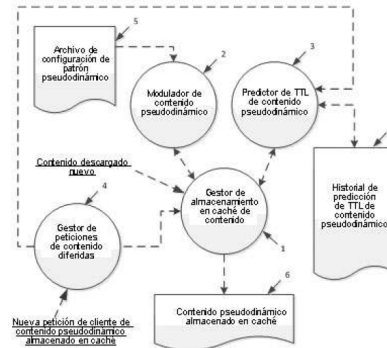 5
Archivo de
configuración de
patrón
pseudodinámico
2
Modulador de
contenido
pseudodinámico
3
Predictor de TTL
de contenido
pseudodinámico
Contenido descargado
nuevo
4
Gestor de
peticiones
de contenido
diferidas
Gestor de
almacenamiento
en caché de
contenido
1
Historial de
predicción
de TTL de
contenido
pseudodinámico
6
Contenido pseudodinámico
almacenado en caché
Nueva petición de cliente de
contenido pseudodinámico
almacenado en caché